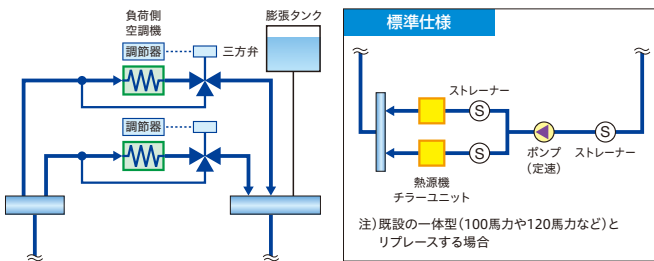 負荷側
空調機
膨張タンク
調節器
三方弁
調節器
標準仕様
ストレーナー
S
S
S
ポンプ
(定速)
ストレーナー
熱源機
チラーユニット
注)既設の一体型(100馬力や120馬力など)と
リプレースする場合